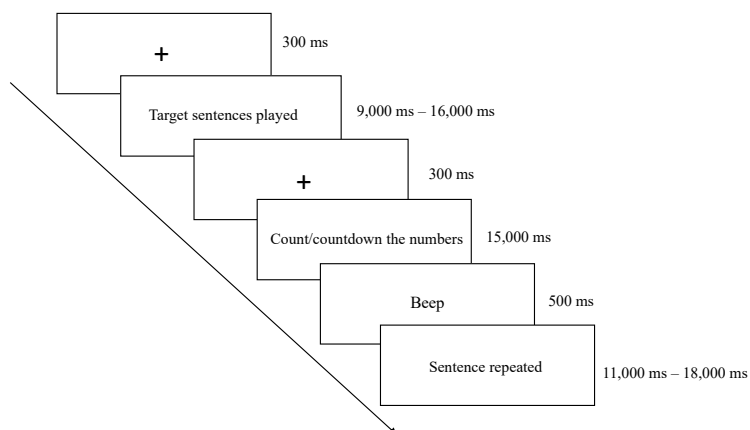 +
300 ms
Target sentences played
9,000 ms – 16,000 ms
+
300 ms
Count/countdown the numbers
15,000 ms
Beep
500 ms
Sentence repeated
11,000 ms – 18,000 ms